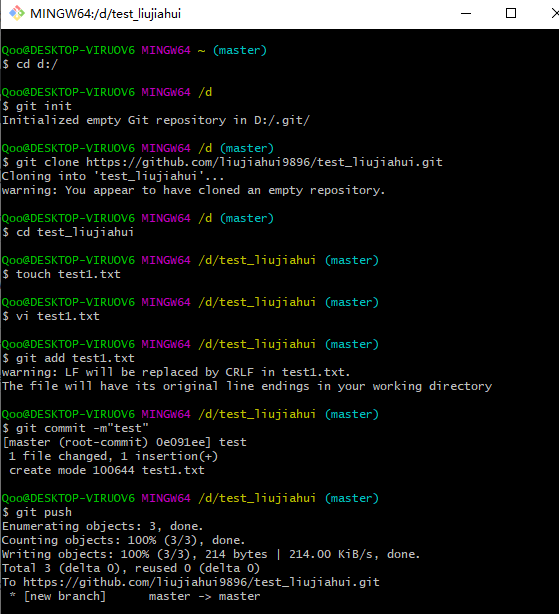 MINGW64:/d/test_liujiahui
Qoo@DESKTOP-VIRUOV6 MINGW64 ~ (master)
$ cd d:/
Qoo@DESKTOP-VIRUOV6 MINGW64 /d
$ git init
Initialized empty Git repository in D:/.git/
Qoo@DESKTOP-VIRUOV6 MINGW64 /d (master)
$ git clone https://github.com/liujiahui9896/test_liujiahui.git
Cloning into 'test_liujiahui'...
warning: You appear to have cloned an empty repository.
Qoo@DESKTOP-VIRUOV6 MINGW64 /d (master)
$ cd test_liujiahui
Qoo@DESKTOP-VIRUOV6 MINGW64 /d/test_liujiahui (master)
$ touch test1.txt
Qoo@DESKTOP-VIRUOV6 MINGW64 /d/test_liujiahui (master)
$ vi test1.txt
Qoo@DESKTOP-VIRUOV6 MINGW64 /d/test_liujiahui (master)
$ git add test1.txt
warning: LF will be replaced by CRLF in test1.txt.
The file will have its original line endings in your working directory
Qoo@DESKTOP-VIRUOV6 MINGW64 /d/test_liujiahui (master)
$ git commit -m"test"
[master (root-commit) 0e091ee] test
 1 file changed, 1 insertion(+)
 create mode 100644 test1.txt
Qoo@DESKTOP-VIRUOV6 MINGW64 /d/test_liujiahui (master)
$ git push
Enumerating objects: 3, done.
Counting objects: 100% (3/3), done.
Writing objects: 100% (3/3), 214 bytes | 214.00 KiB/s, done.
Total 3 (delta 0), reused 0 (delta 0)
To https://github.com/liujiahui9896/test_liujiahui.git
 * [new branch]      master -> master